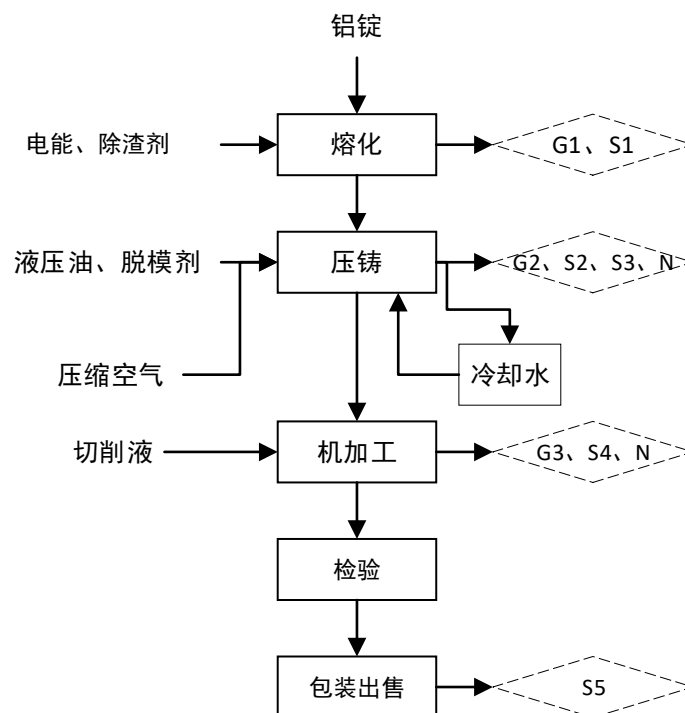 铝锭
电能、除渣剂
熔化
G1、S1
液压油、脱模剂
压铸
G2、S2、S3、N
压缩空气
冷却水
切削液
机加工
G3、S4、N
检验
包装出售
S5